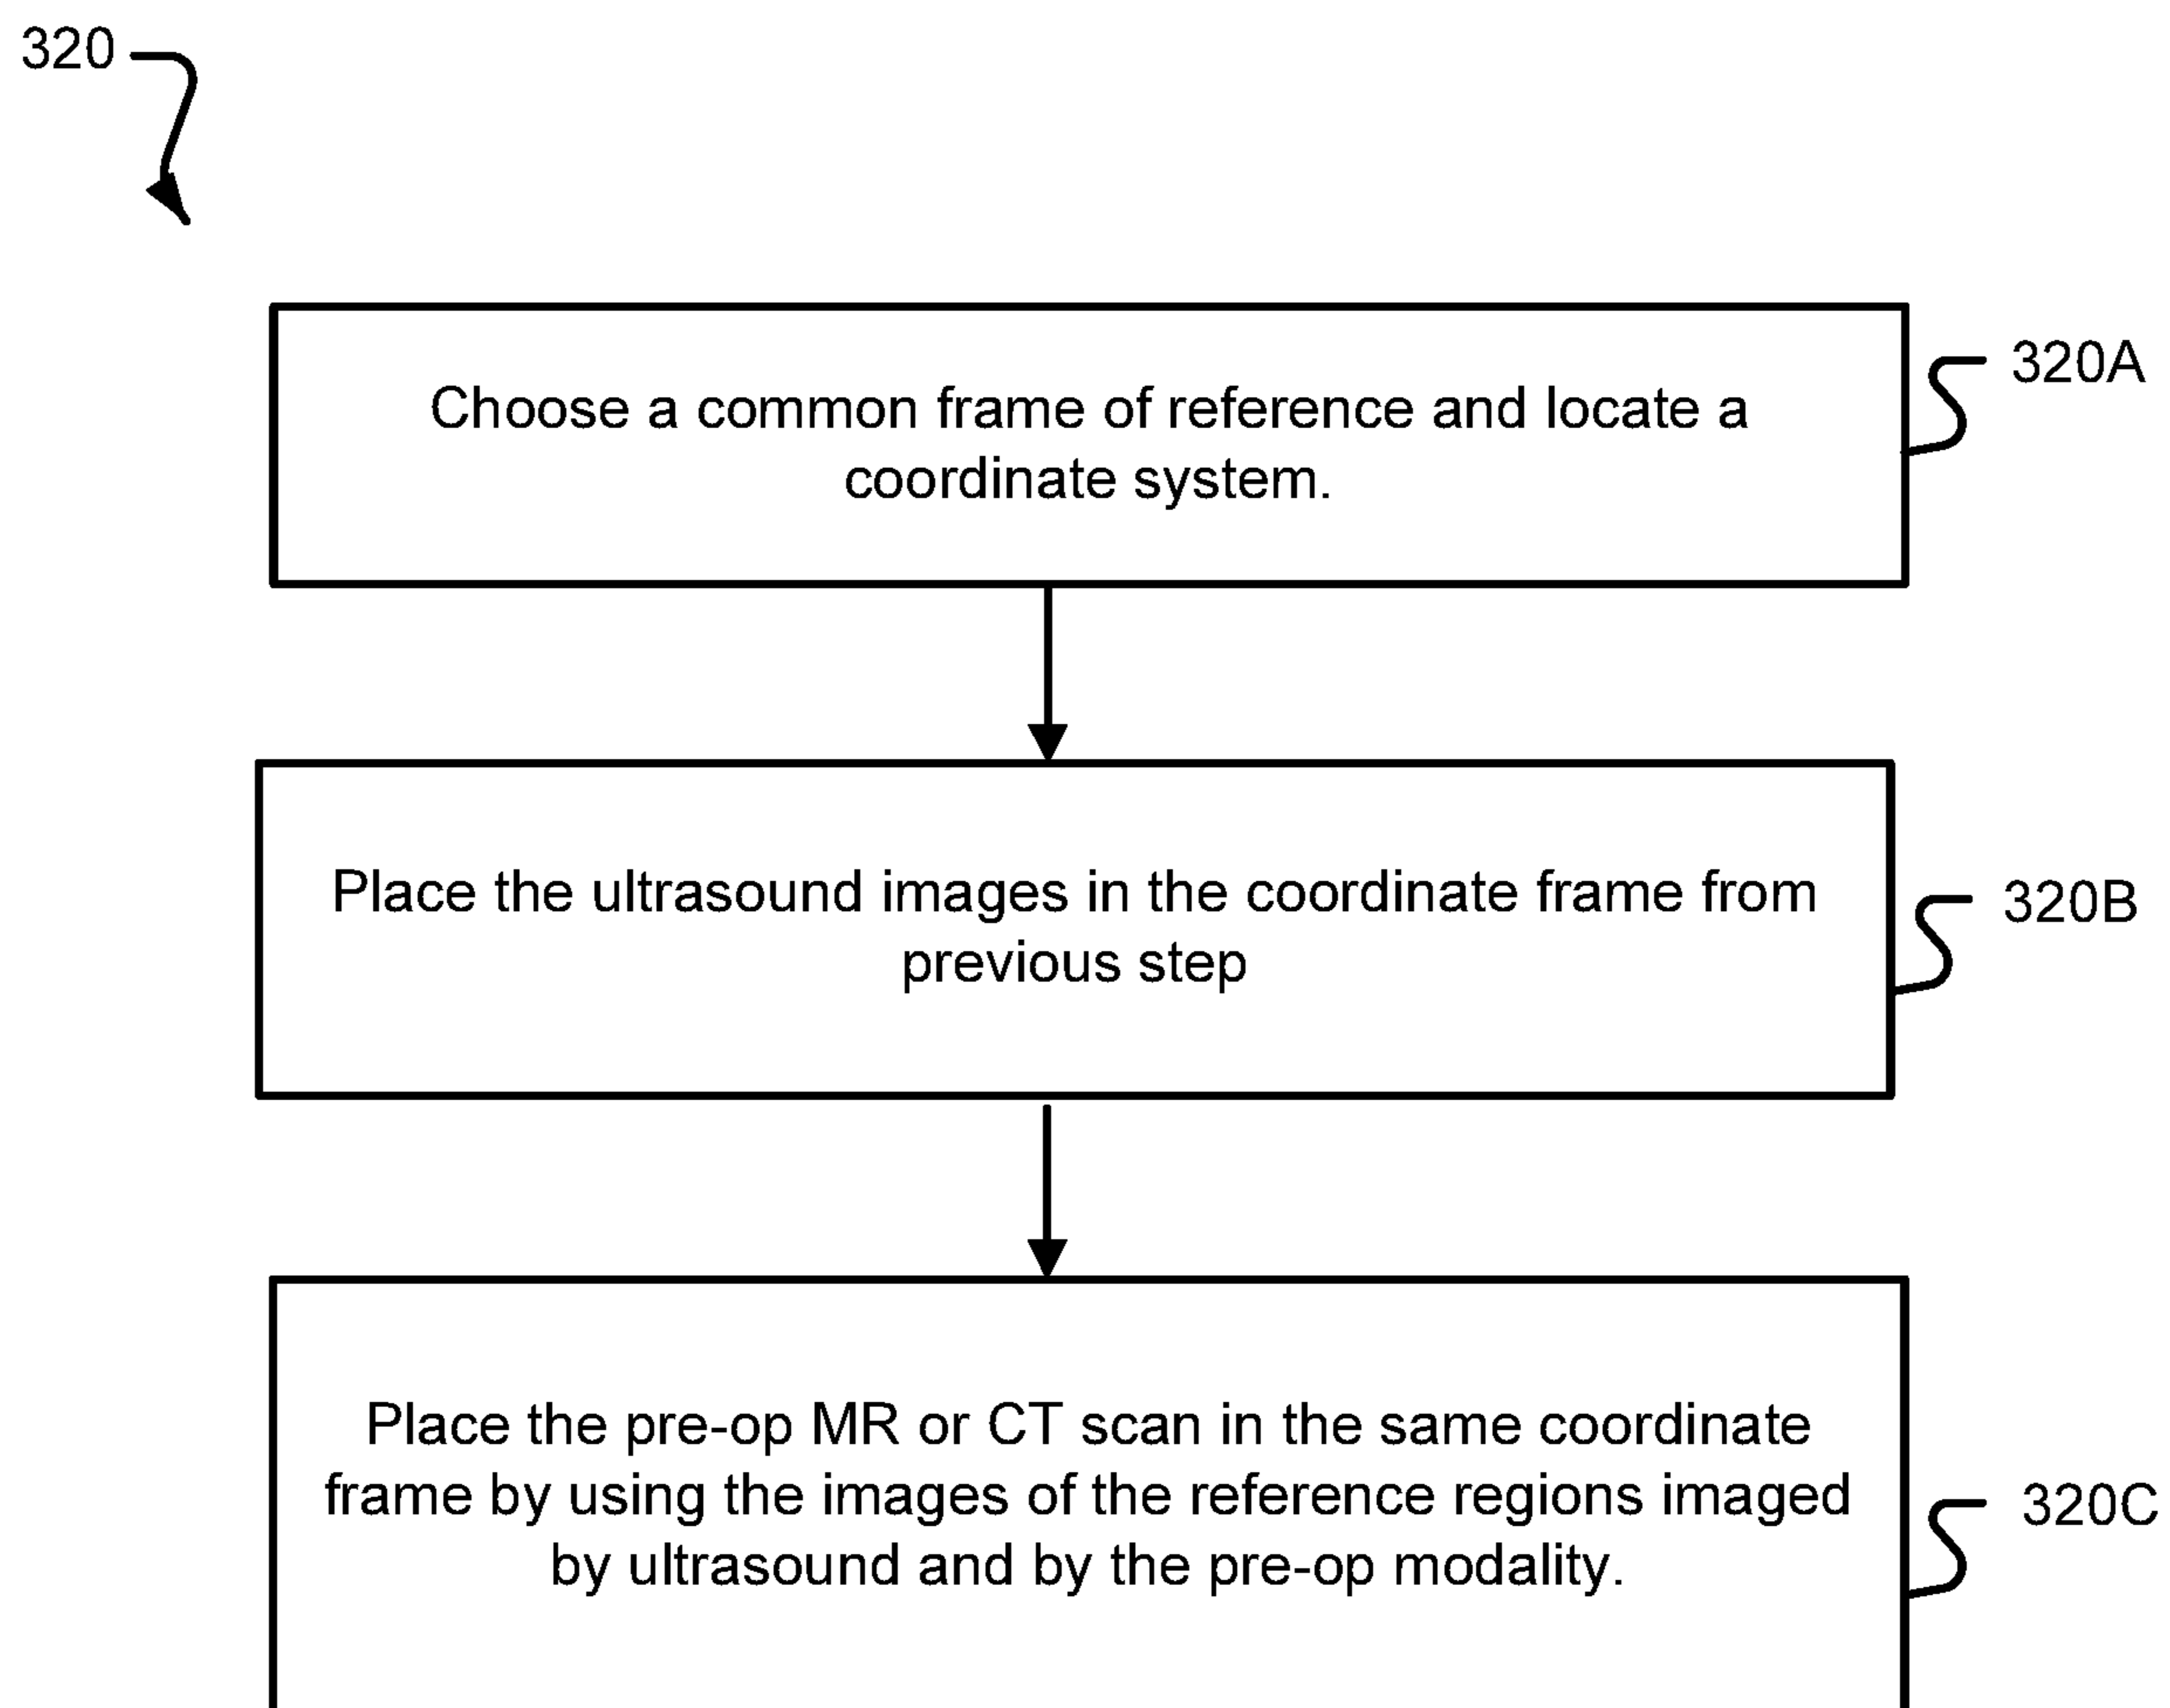 320
Choose a common frame of reference and locate a
coordinate system.
320A
Place the ultrasound images in the coordinate frame from
previous step
320B
Place the pre-op MR or CT scan in the same coordinate
frame by using the images of the reference regions imaged
by ultrasound and by the pre-op modality.
320C